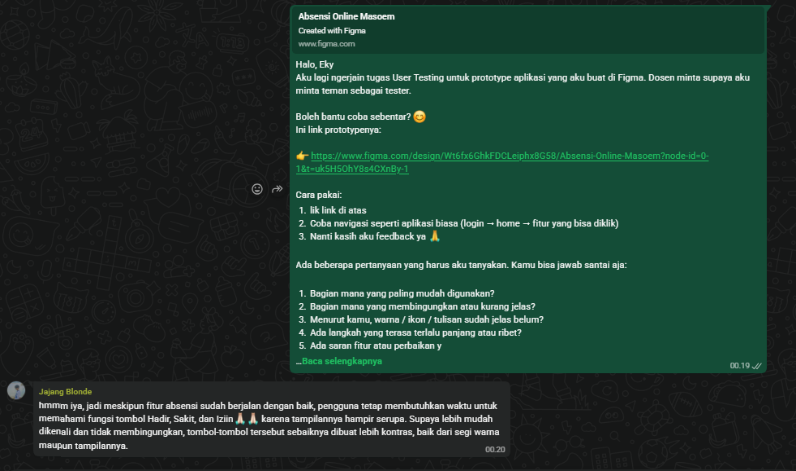 Absensi Online Masoem
Created with Figma
www.figma.com
Halo, Eky
Aku lagi ngerjain tugas User Testing untuk prototype aplikasi yang aku buat di Figma. Dosen minta supaya aku
minta teman sebagai tester.
Boleh bantu coba sebentar? 😊
Ini link prototypenya:
👉 https://www.figma.com/design/Wt6fx6GhkFDCLeiphx8G58/Absensi-Online-Masoem?node-id=0-
1&t=uk5H5OhY8s4CXnBy-1
Cara pakai:
1. lik link di atas
2. Coba navigasi seperti aplikasi biasa (login → home → fitur yang bisa diklik)
3. Nanti kasih aku feedback ya 🙏
Ada beberapa pertanyaan yang harus aku tanyakan. Kamu bisa jawab santai aja:
1. Bagian mana yang paling mudah digunakan?
2. Bagian mana yang membingungkan atau kurang jelas?
3. Menurut kamu, warna / ikon / tulisan sudah jelas belum?
4. Ada langkah yang terasa terlalu panjang atau ribet?
5. Ada saran fitur atau perbaikan y
...Baca selengkapnya
00.19
Jajang Blonde
hmmm iya, jadi meskipun fitur absensi sudah berjalan dengan baik, pengguna tetap membutuhkan waktu untuk
memahami fungsi tombol Hadir, Sakit, dan Iziin 🙏🏻🙏🏻 karena tampilannya hampir serupa. Supaya lebih mudah
dikenali dan tidak membingungkan, tombol-tombol tersebut sebaiknya dibuat lebih kontras, baik dari segi warna
maupun tampilannya.
00.20